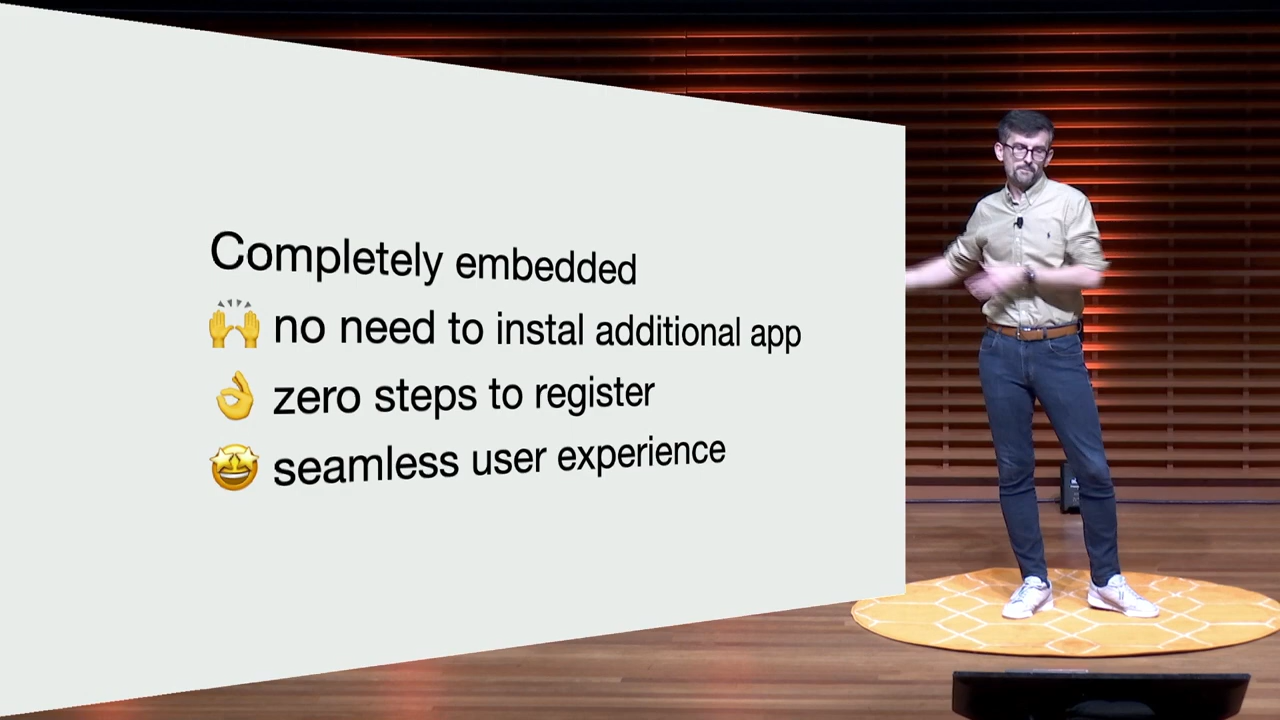 Completely embedded
🙌 no need to instal additional app
👌 zero steps to register
🤩 seamless user experience